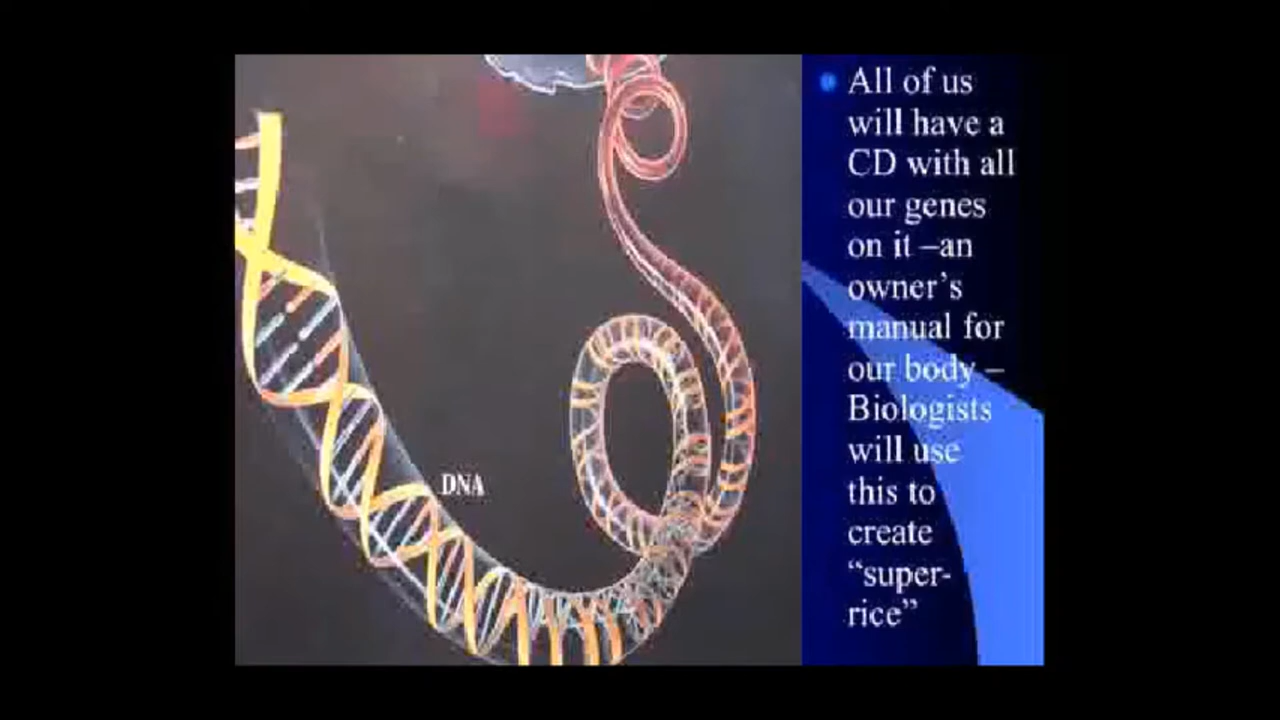 All of us
will have a
CD with all
our genes
on it –an
owner’s
manual for
our body –
Biologists
will use
this to
create
“super-
rice”
DNA